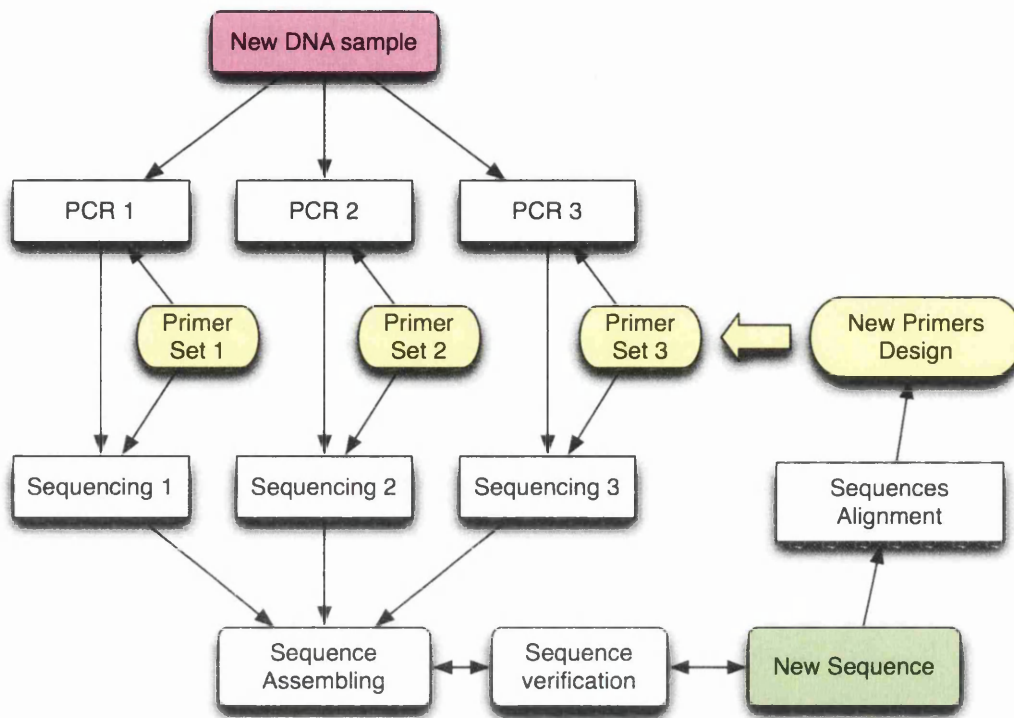 New DNA sample
PCR 1
PCR 2
PCR 3
Primer
Set 1
Primer
Set 2
Primer
Set 3
New Primers
Design
Sequencing 1
Sequencing 2
Sequencing 3
Sequences
Alignment
Sequence
Assembling
Sequence
verification
New Sequence